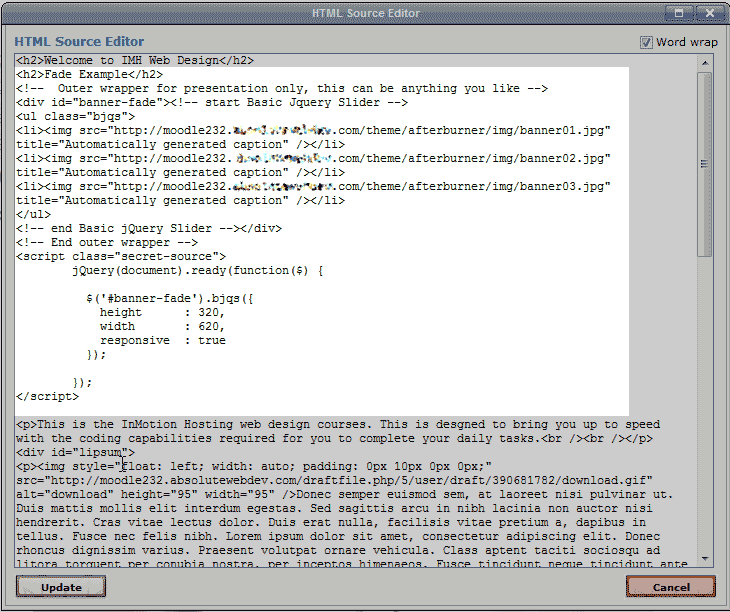 HTML Source Editor
HTML Source Editor
Word wrap
<h2>Welcome to IMH Web Design</h2>
<h2>Fade Example</h2>
<!--  Outer wrapper for presentation only, this can be anything you like -->
<div id="banner-fade"><!-- start Basic Jquery Slider -->
<ul class="bjqs">
<li><img src="http://moodle232. .com/theme/afterburner/img/banner01.jpg"
title="Automatically generated caption" /></li>
<li><img src="http://moodle232. .com/theme/afterburner/img/banner02.jpg"
title="Automatically generated caption" /></li>
<li><img src="http://moodle232. .com/theme/afterburner/img/banner03.jpg"
title="Automatically generated caption" /></li>
</ul>
<!-- end Basic jQuery Slider --></div>
<!-- End outer wrapper -->
<script class="secret-source">
        jQuery(document).ready(function($) {
          $('#banner-fade').bjqs({
            height      : 320,
            width       : 620,
            responsive  : true
          });
        });
</script>
<p>This is the InMotion Hosting web design courses. This is desgned to bring you up to speed
with the coding capabilities required for you to complete your daily tasks.<br /><br /></p>
<div id="lipsum">
<p><img style="float: left; width: auto; padding: 0px 10px 0px 0px;"
src="http://moodle232.absolutewebdev.com/draftfile.php/5/user/draft/390681782/download.gif"
alt="download" height="95" width="95" />Donec semper euismod sem, at laoreet nisi pulvinar ut.
Duis mattis mollis elit interdum egestas. Sed sagittis arcu in nibh lacinia non auctor nisi
hendrerit. Cras vitae lectus dolor. Duis erat nulla, facilisis vitae pretium a, dapibus in
tellus. Fusce nec felis nibh. Lorem ipsum dolor sit amet, consectetur adipiscing elit. Donec
rhoncus dignissim varius. Praesent volutpat ornare vehicula. Class aptent taciti sociosqu ad
litora torquent per conubia nostra, per inceptos himenaeos. Fusce tincidunt neque tincidunt ante
Update
Cancel